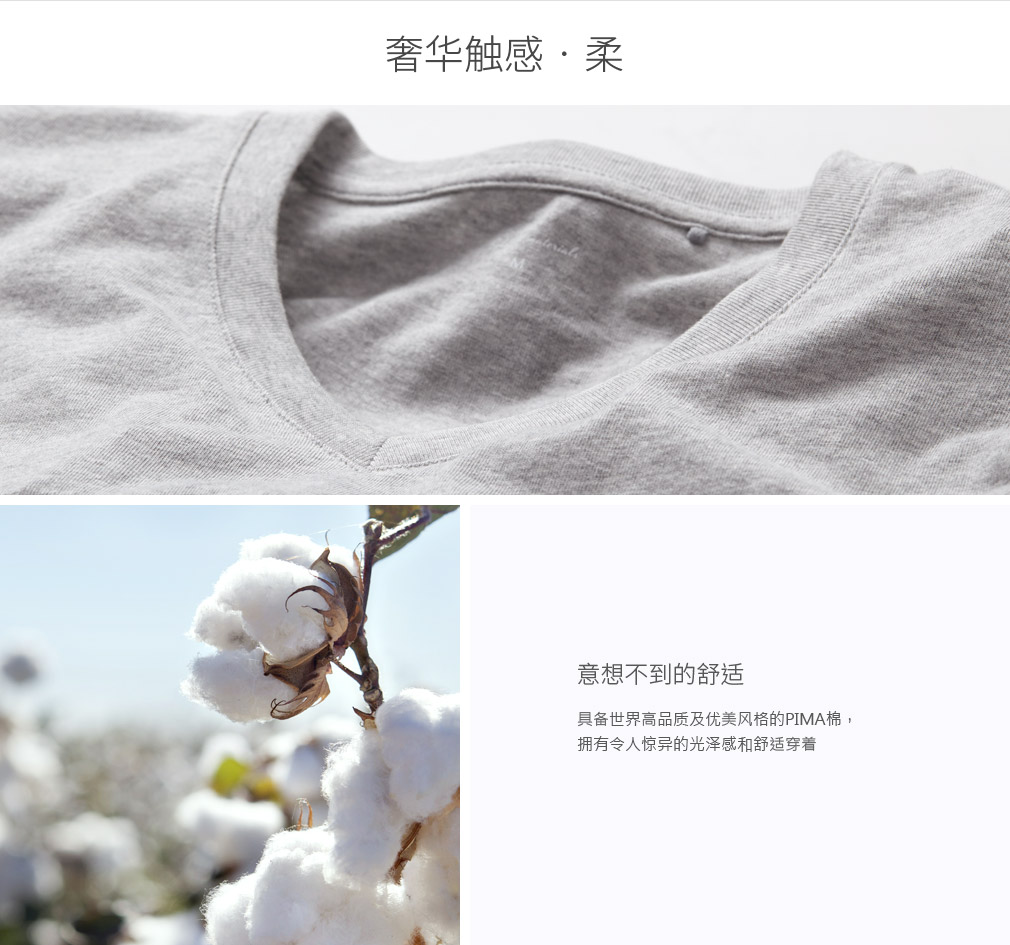 奢华触感·柔
M
意想不到的舒适
具备世界高品质及优美风格的PIMA棉，
拥有令人惊异的光泽感和舒适穿着